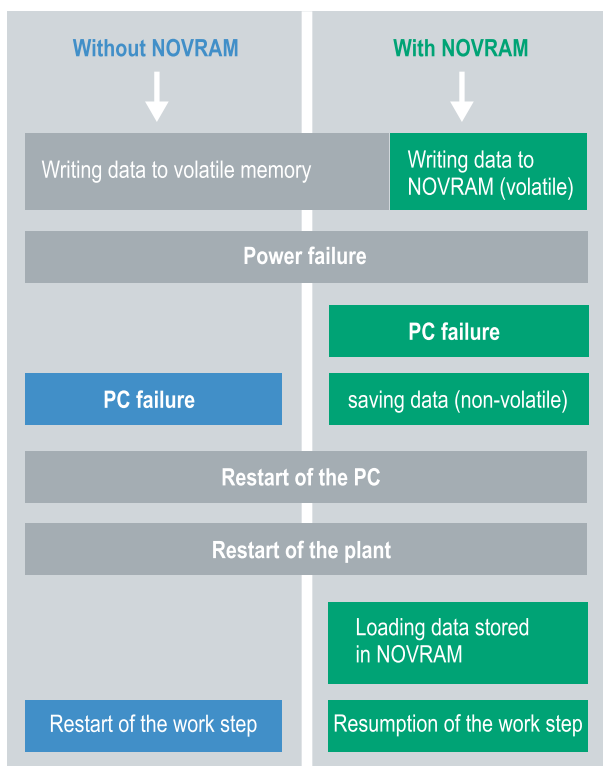 Without NOVRAM
With NOVRAM
Writing data to volatile memory
Writing data to
NOVRAM (volatile)
Power failure
PC failure
PC failure
saving data (non-volatile)
Restart of the PC
Restart of the plant
Loading data stored
in NOVRAM
Restart of the work step
Resumption of the work step